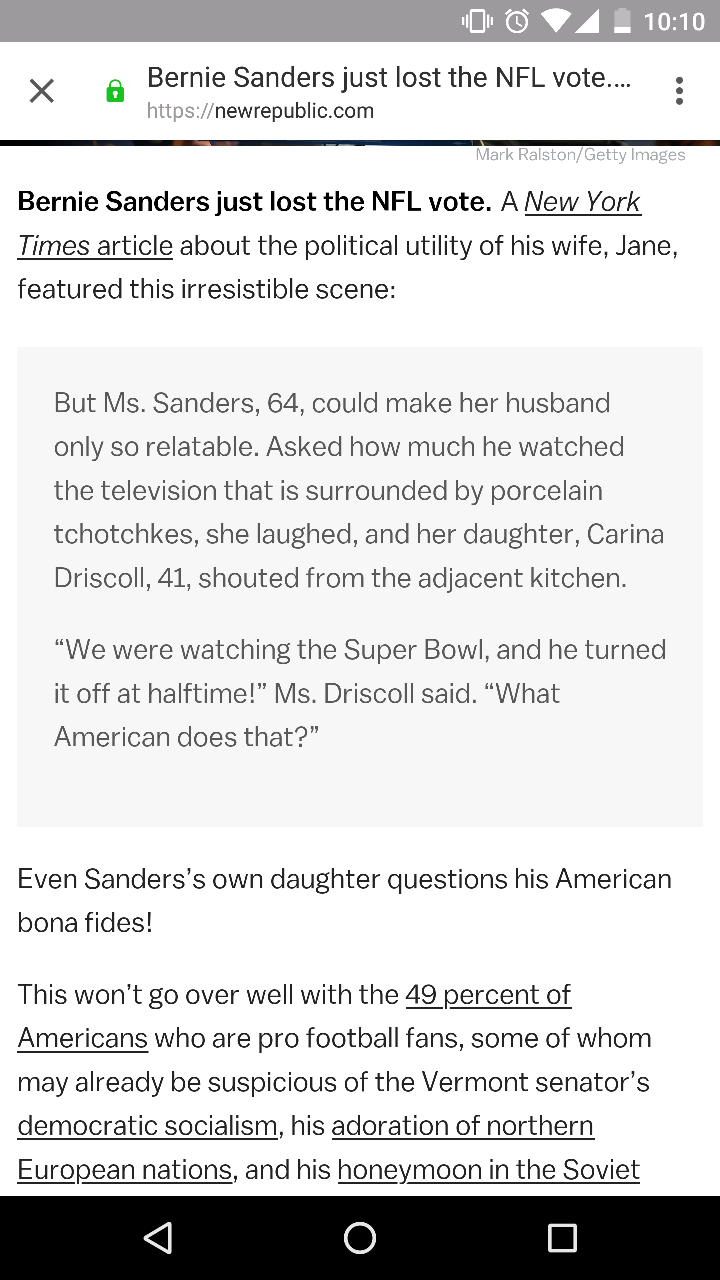 10:10
Bernie Sanders just lost the NFL vote....
https://newrepublic.com
Mark Ralston/Getty Images
Bernie Sanders just lost the NFL vote. A New York
Times article about the political utility of his wife, Jane,
featured this irresistible scene:
But Ms. Sanders, 64, could make her husband
only so relatable. Asked how much he watched
the television that is surrounded by porcelain
tchotchkes, she laughed, and her daughter, Carina
Driscoll, 41, shouted from the adjacent kitchen.
“We were watching the Super Bowl, and he turned
it off at halftime!” Ms. Driscoll said. “What
American does that?”
Even Sanders’s own daughter questions his American
bona fides!
This won’t go over well with the 49 percent of
Americans who are pro football fans, some of whom
may already be suspicious of the Vermont senator’s
democratic socialism, his adoration of northern
European nations, and his honeymoon in the Soviet